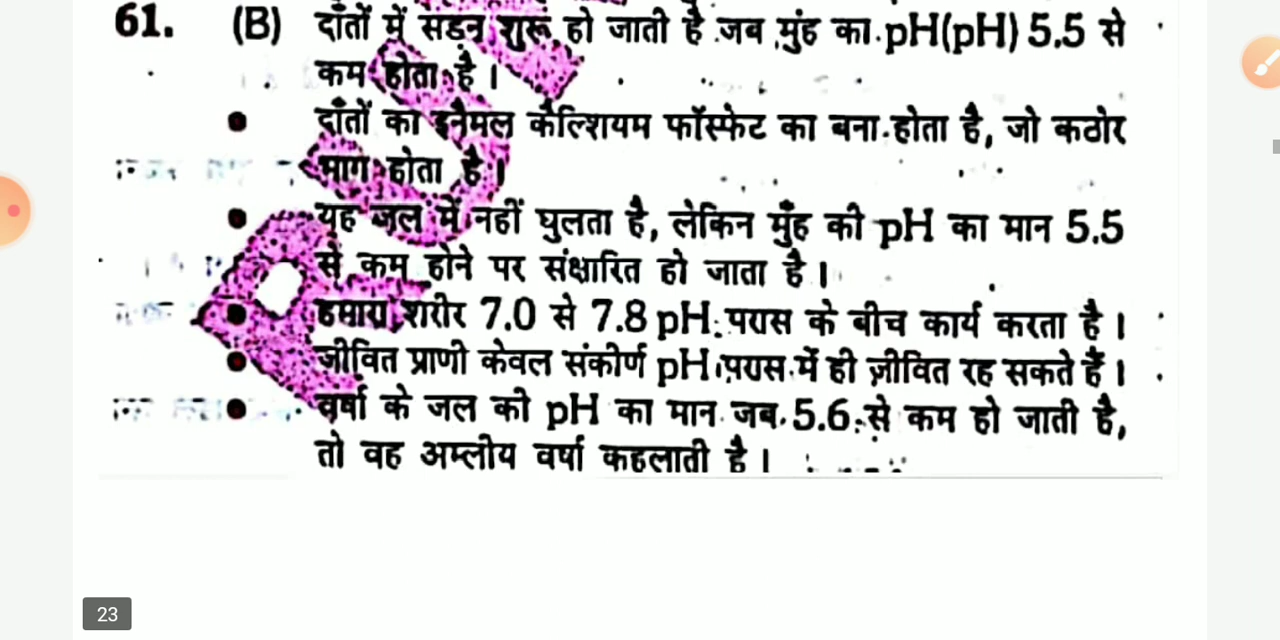 61. (B) दाँतों में सड़न शुरू हो जाती है जब मुंह का pH(pH) 5.5 से
कम होता है ।
• दाँतों का इनैमल कैल्शियम फॉस्फेट का बना होता है, जो कठोर
भाग होता है ।
• यह जल में नहीं घुलता है, लेकिन मुँह की pH का मान 5.5
से कम होने पर संक्षारित हो जाता है ।
• हमारा शरीर 7.0 से 7.8 pH परास के बीच कार्य करता है ।
• जीवित प्राणी केवल संकीर्ण pH परास में ही जीवित रह सकते हैं ।
• वर्षा के जल की pH का मान जब 5.6 से कम हो जाती है,
तो वह अम्लीय वर्षा कहलाती है ।
23